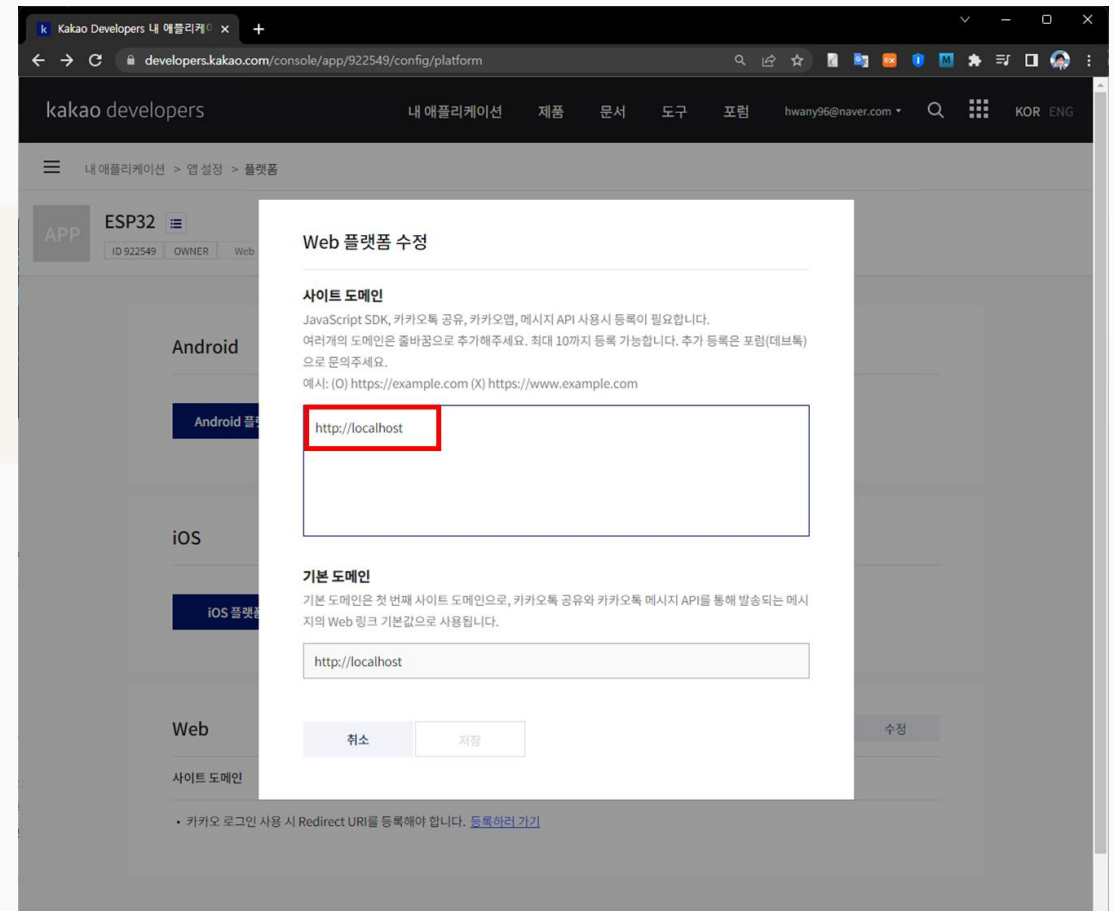 k Kakao Developers 내 애플리케이
developers.kakao.com/console/app/922549/config/platform
kakao developers 내 애플리케이션 제품 문서 도구 포럼 hwany96@naver.com KOR ENG
내 애플리케이션 > 앱 설정 > 플랫폼
APP
ESP32
ID 922549 OWNER Web
Web 플랫폼 수정
사이트 도메인
JavaScript SDK, 카카오톡 공유, 카카오맵, 메시지 API 사용시 등록이 필요합니다.
여러개의 도메인은 줄바꿈으로 추가해주세요. 최대 10까지 등록 가능합니다. 추가 등록은 포럼(데브톡)
으로 문의주세요.
예시: (O) https://example.com (X) https://www.example.com
http://localhost
기본 도메인
기본 도메인은 첫 번째 사이트 도메인으로, 카카오톡 공유와 카카오톡 메시지 API를 통해 발송되는 메시
지의 Web 링크 기본값으로 사용됩니다.
http://localhost
취소 저장
Android
Android 플
iOS
iOS 플랫
Web 수정
사이트 도메인
• 카카오 로그인 사용 시 Redirect URI를 등록해야 합니다. 등록하러 가기